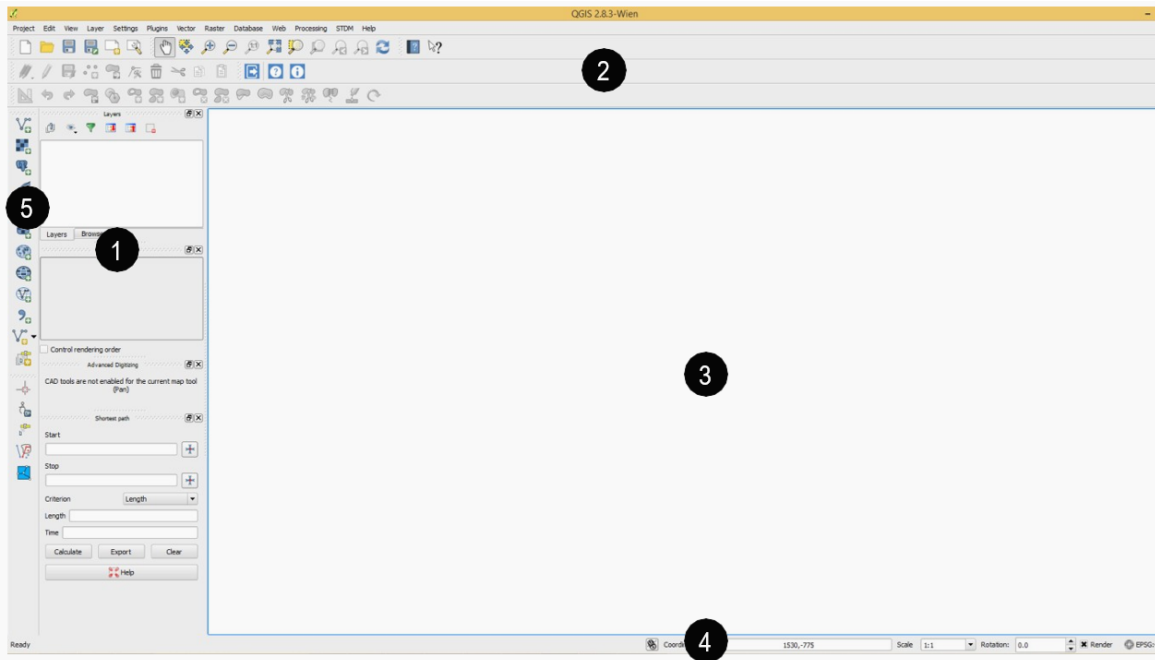 QGIS 2.8.3-Wien
Project Edit View Layer Settings Plugins Vector Raster Database Web Processing STDM Help
2
Layers
5
Layers Brows
1
Control rendering order
Advanced Digitizing
CAD tools are not enabled for the current map tool
(Pan)
3
Shortest path
Start
Stop
Criterion Length
Length
Time
Calculate Export Clear
Help
Ready Coordi 4 1530,-775 Scale 1:1 Rotation: 0.0 Render EPSG: